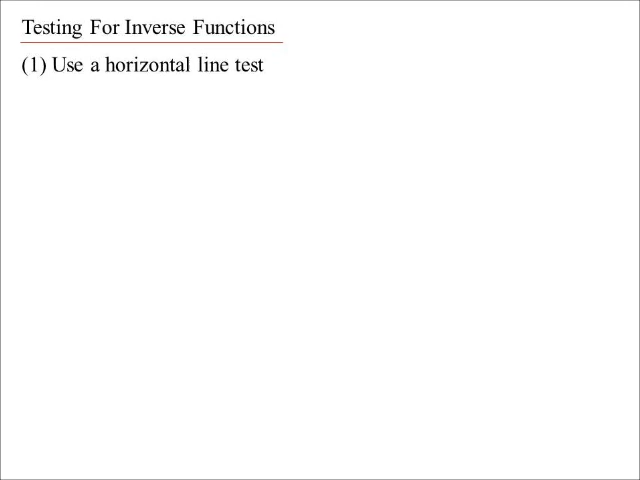 Testing For Inverse Functions
(1) Use a horizontal line test